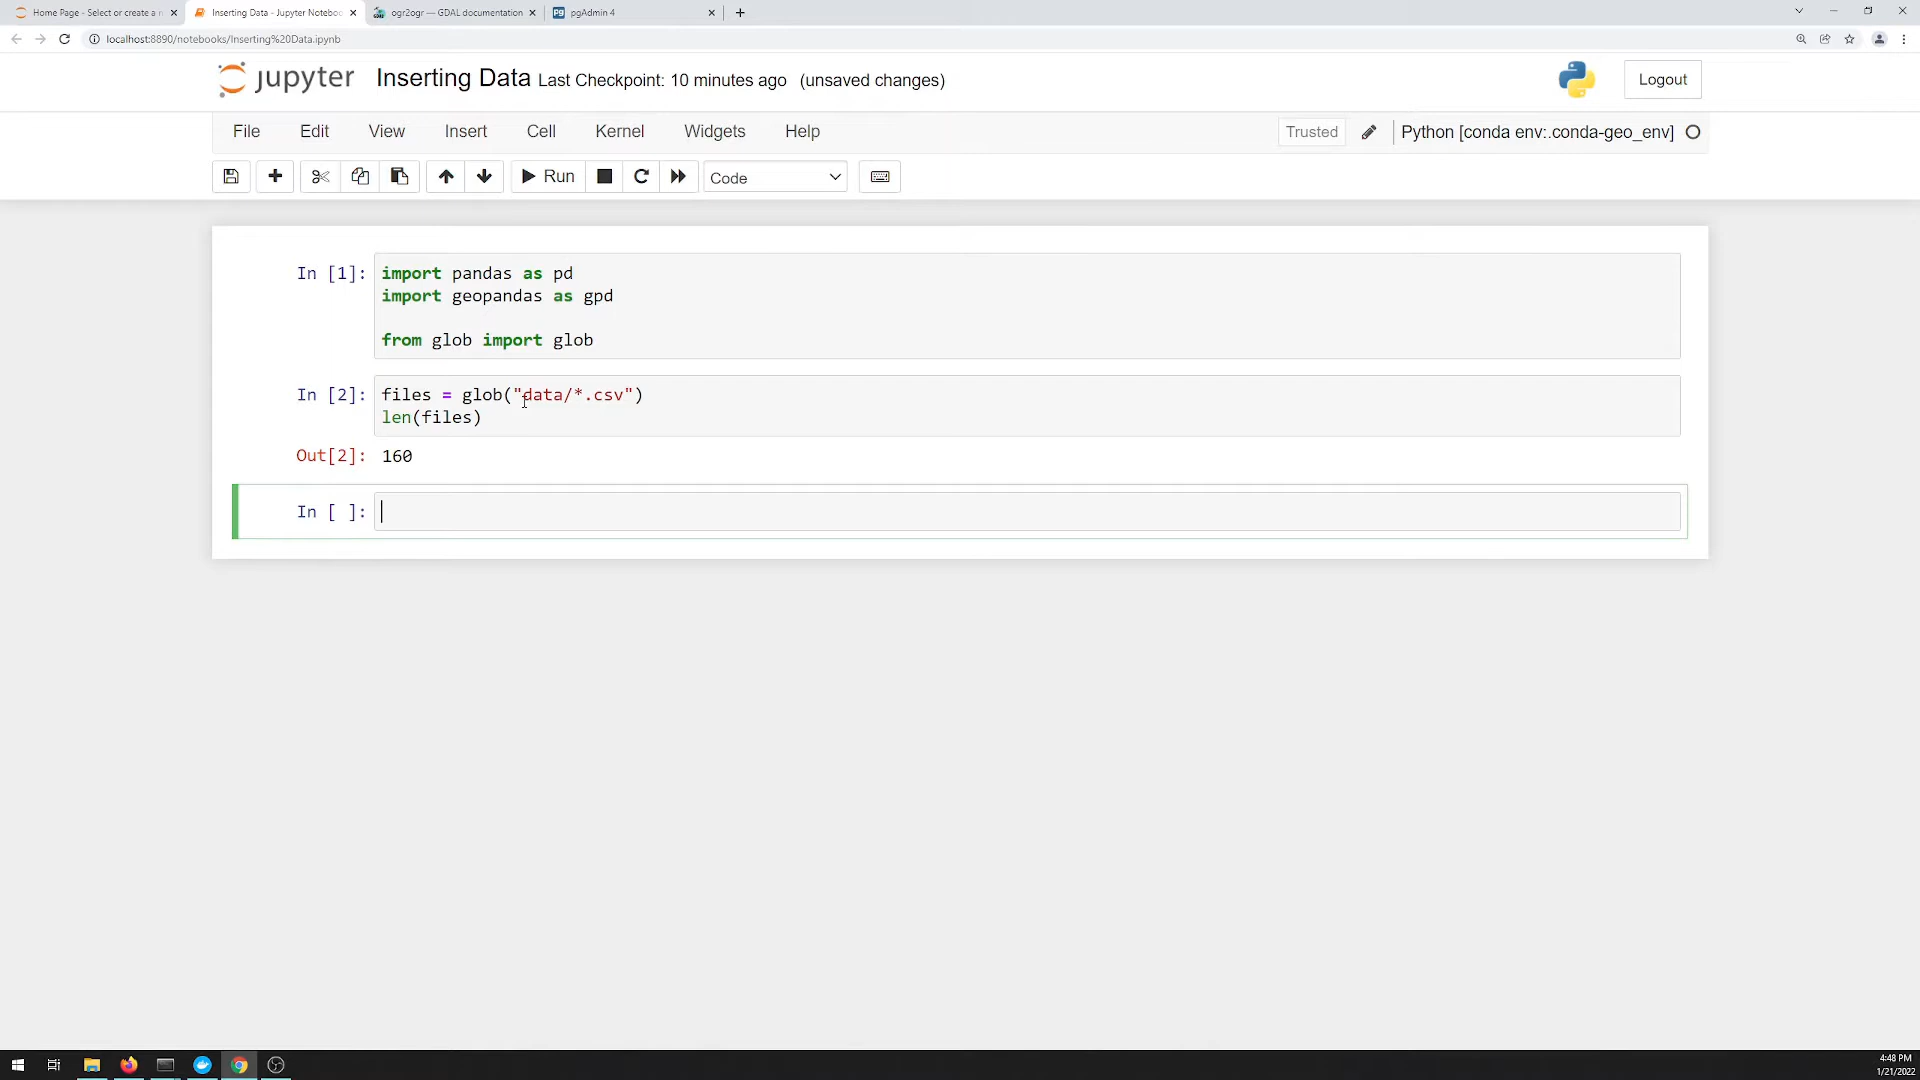 Home Page - Select or create a n
Inserting Data - Jupyter Noteboo
ogr2ogr — GDAL documentation
pgAdmin 4
localhost:8890/notebooks/Inserting%20Data.ipynb
jupyter Inserting Data Last Checkpoint: 10 minutes ago (unsaved changes)
Logout
File Edit View Insert Cell Kernel Widgets Help
Trusted
Python [conda env:.conda-geo_env]
Run
Code
In [1]: import pandas as pd
import geopandas as gpd
from glob import glob
In [2]: files = glob("data/*.csv")
len(files)
Out[2]: 160
In [ ]:
4:48 PM
1/21/2022